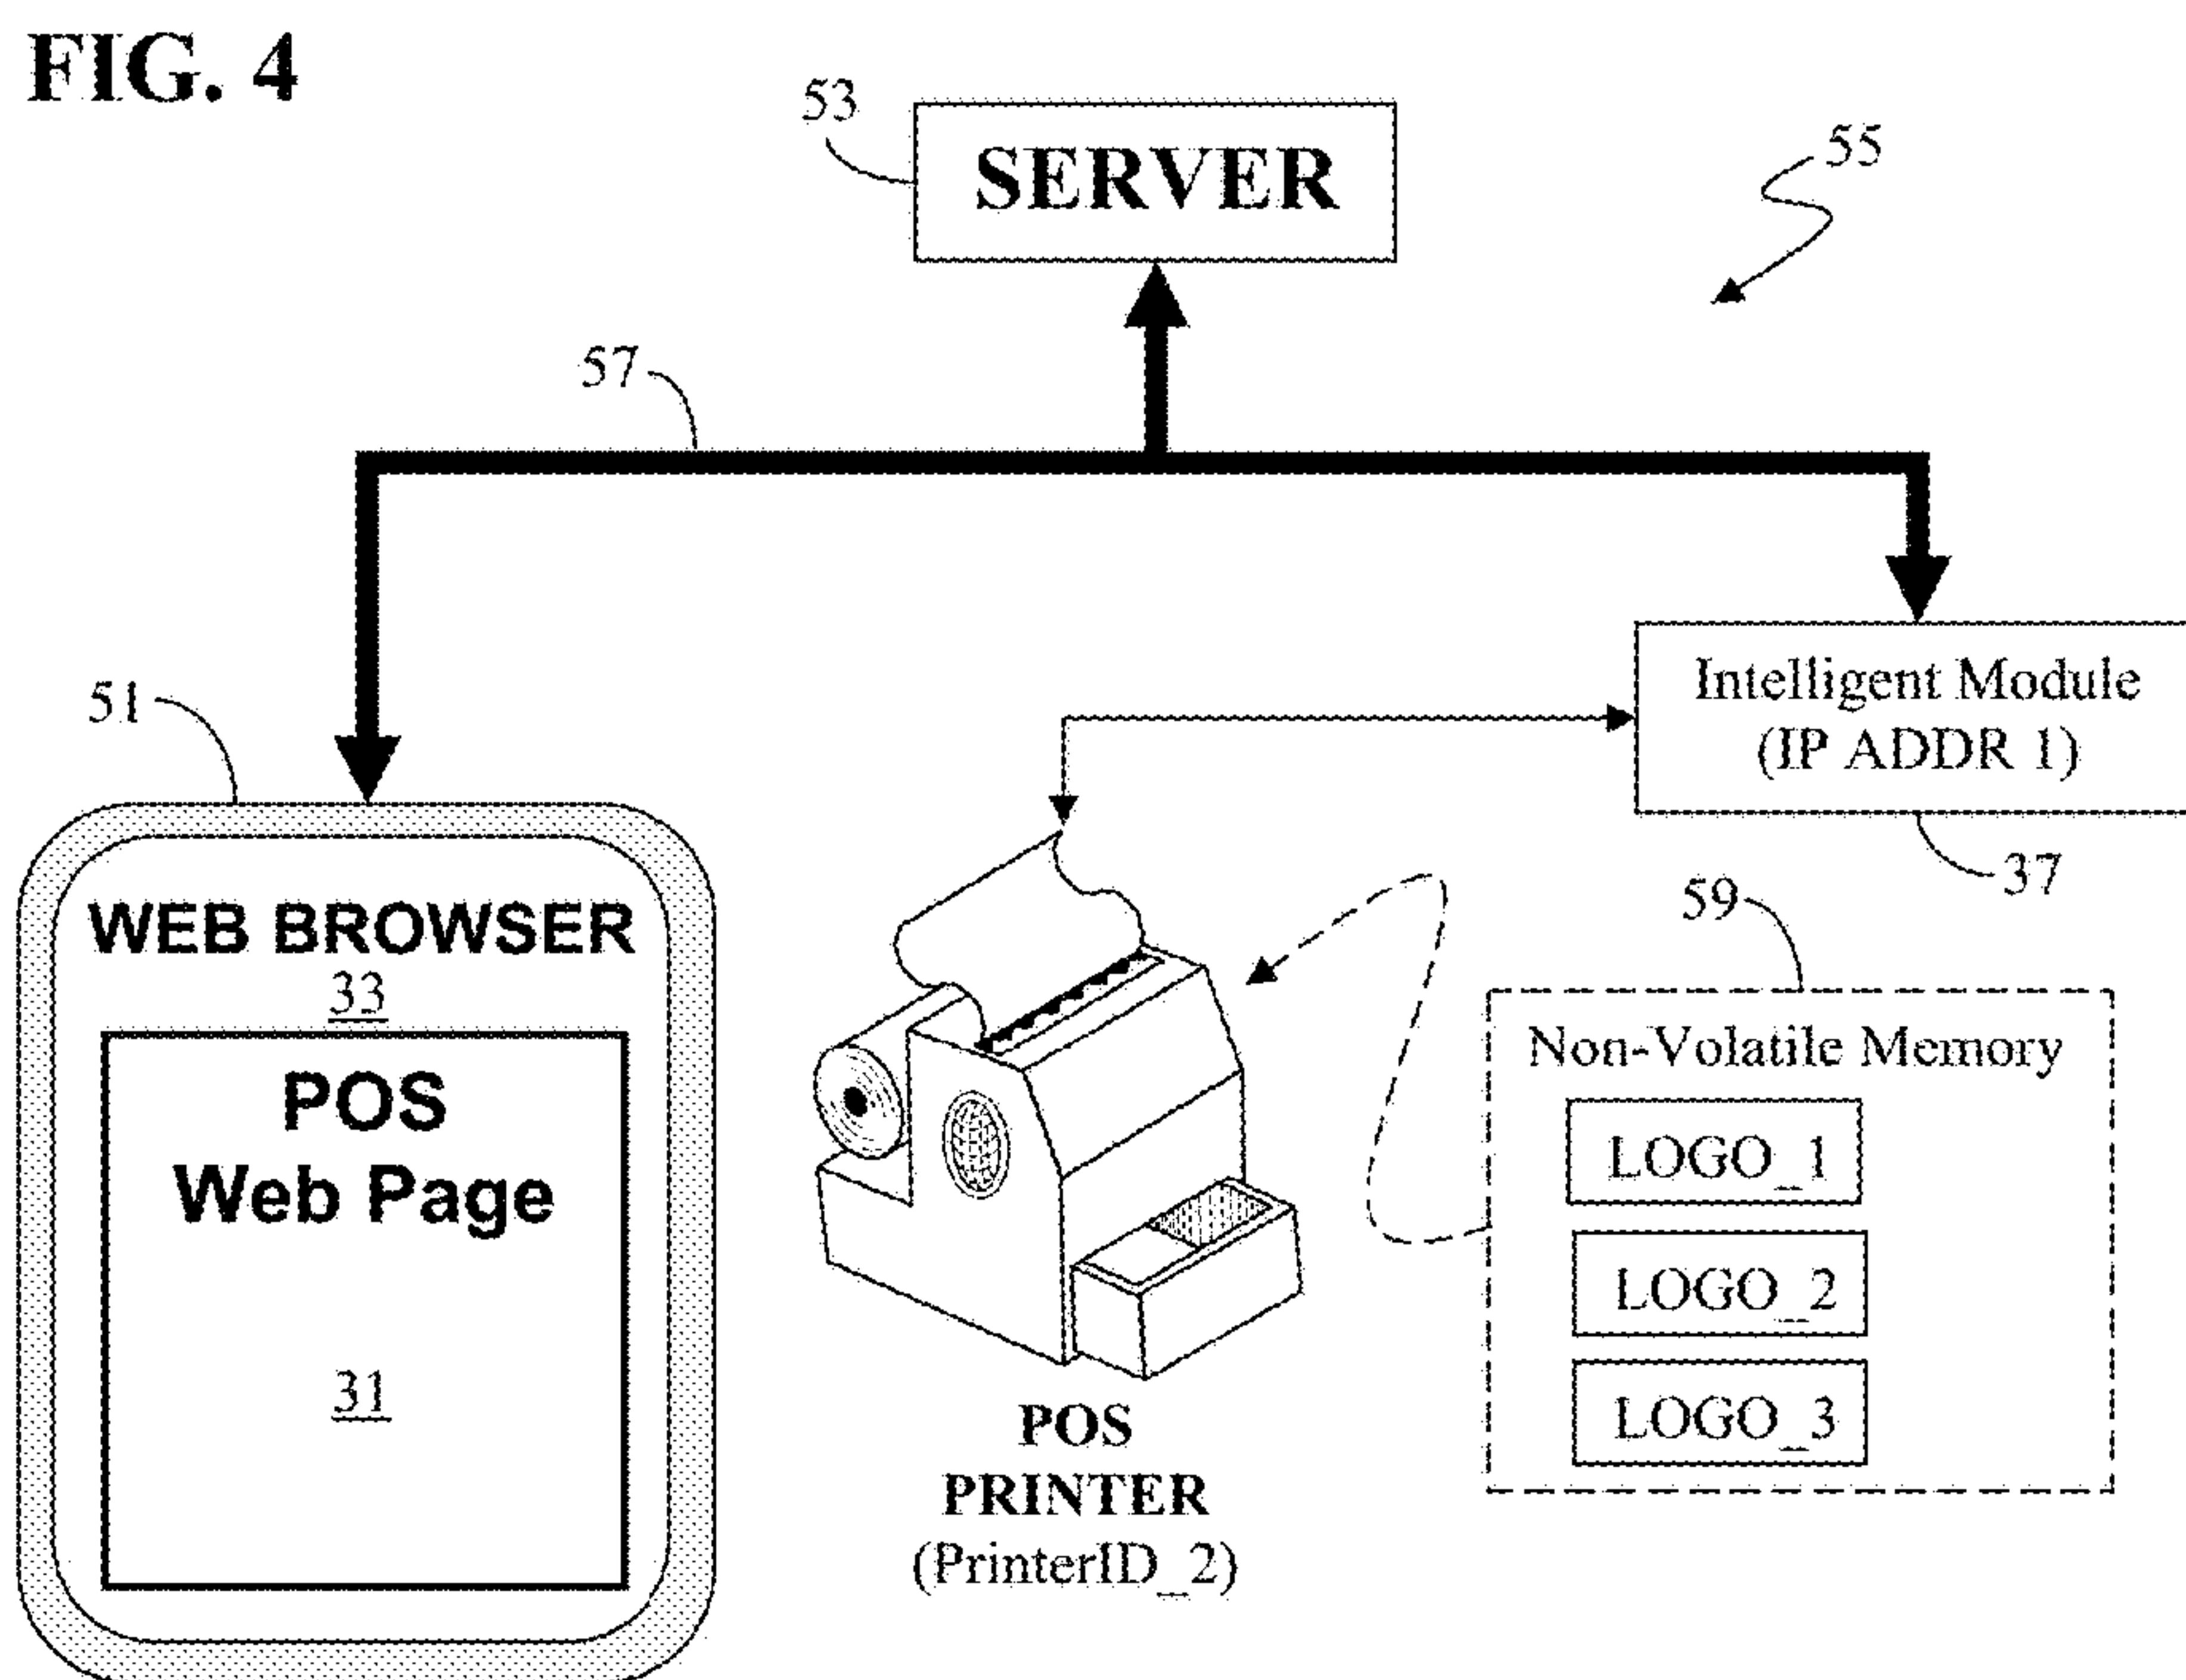 FIG. 4
53
SERVER
55
57
51
Intelligent Module
(IP ADDR 1)
37
WEB BROWSER
33
POS
Web Page
31
59
Non-Volatile Memory
LOGO_1
LOGO_2
LOGO_3
POS
PRINTER
(PrinterID_2)